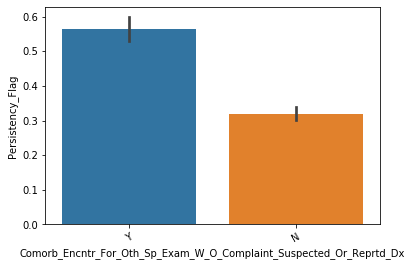 0.6
0.5
0.4
0.3
0.2
0.1
0.0
Persistency_Flag
Y
N
Comorb_Encntr_For_Oth_Sp_Exam_W_O_Complaint_Suspected_Or_Reprtd_Dx